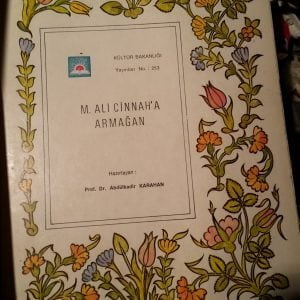 KÜLTÜR BAKANLIĞI
Yayınları No : 253
M. ALİ CİNNAH'A
ARMAĞAN
Hazırlayan :
Prof. Dr. Abdülkadir KARAHAN